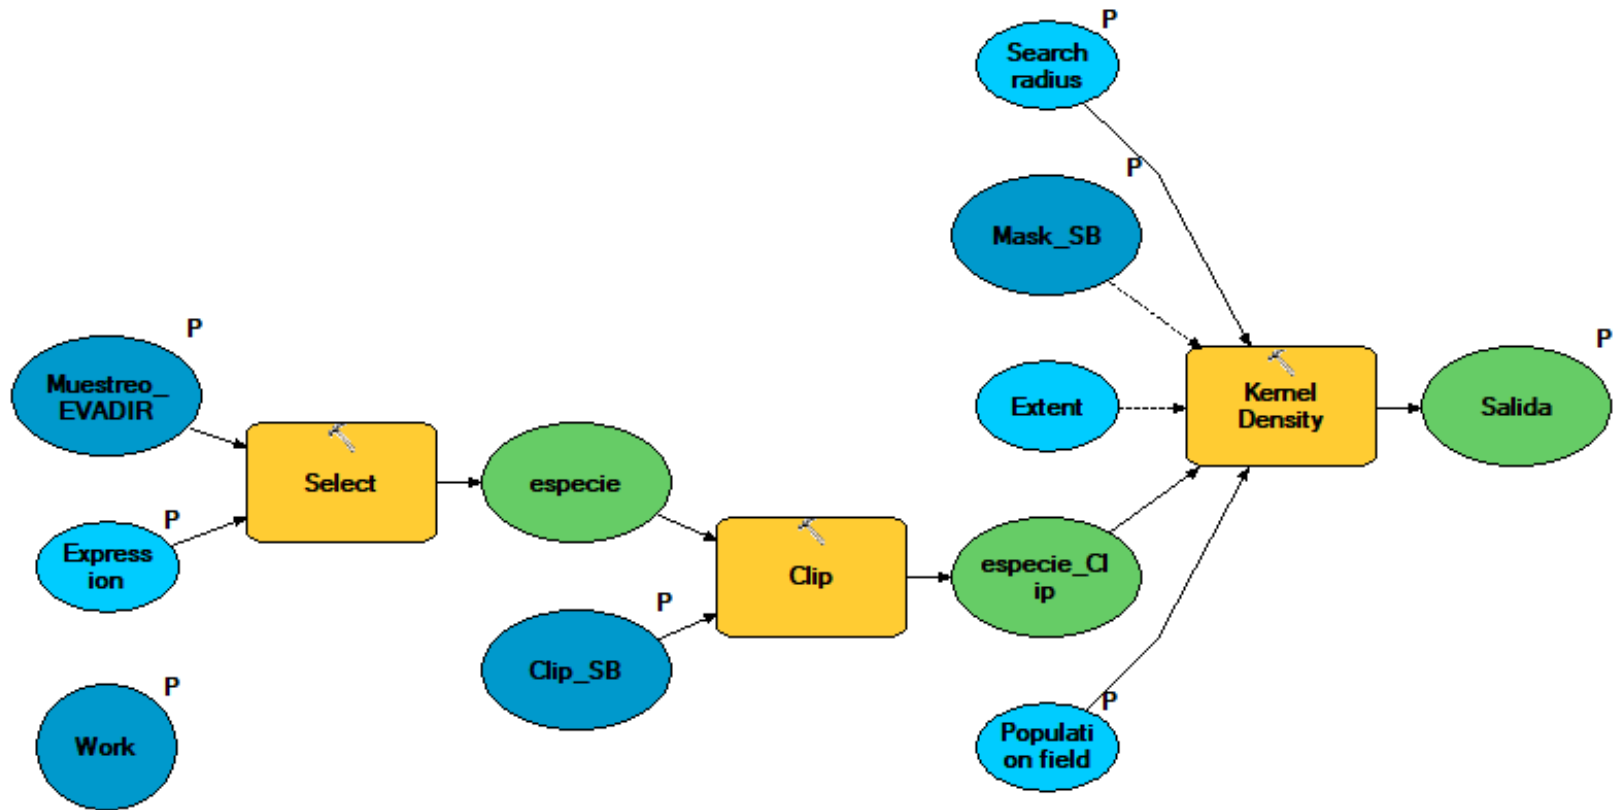 P
Search
radius
P
Mask_SB
P
Muestreo_
EVADIR
Extent
Kernel
Density
P
Salida
Select
especie
P
Express
ion
Clip
especie_Cl
ip
P
Clip_SB
P
Work
P
Populati
on field